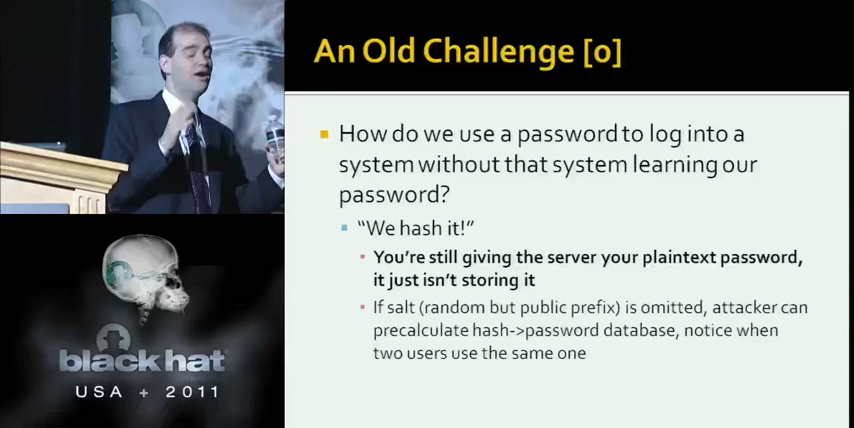 An Old Challenge [0]
How do we use a password to log into a
system without that system learning our
password?
“We hash it!”
You’re still giving the server your plaintext password,
it just isn’t storing it
If salt (random but public prefix) is omitted, attacker can
precalculate hash->password database, notice when
two users use the same one
black hat
USA + 2011